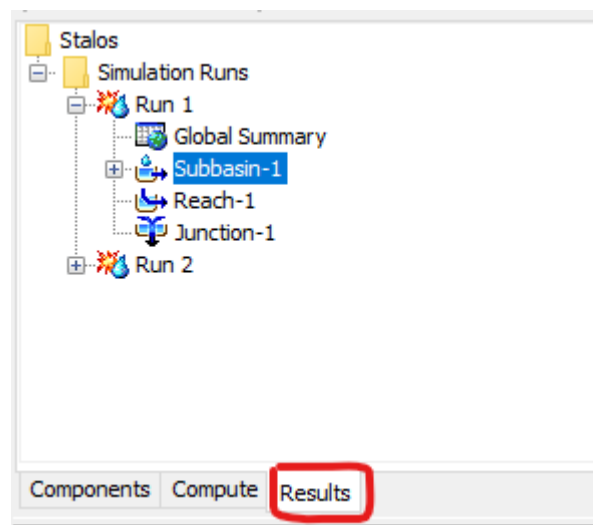 Stalos
Simulation Runs
Run 1
Global Summary
Subbasin-1
Reach-1
Junction-1
Run 2
Components Compute Results